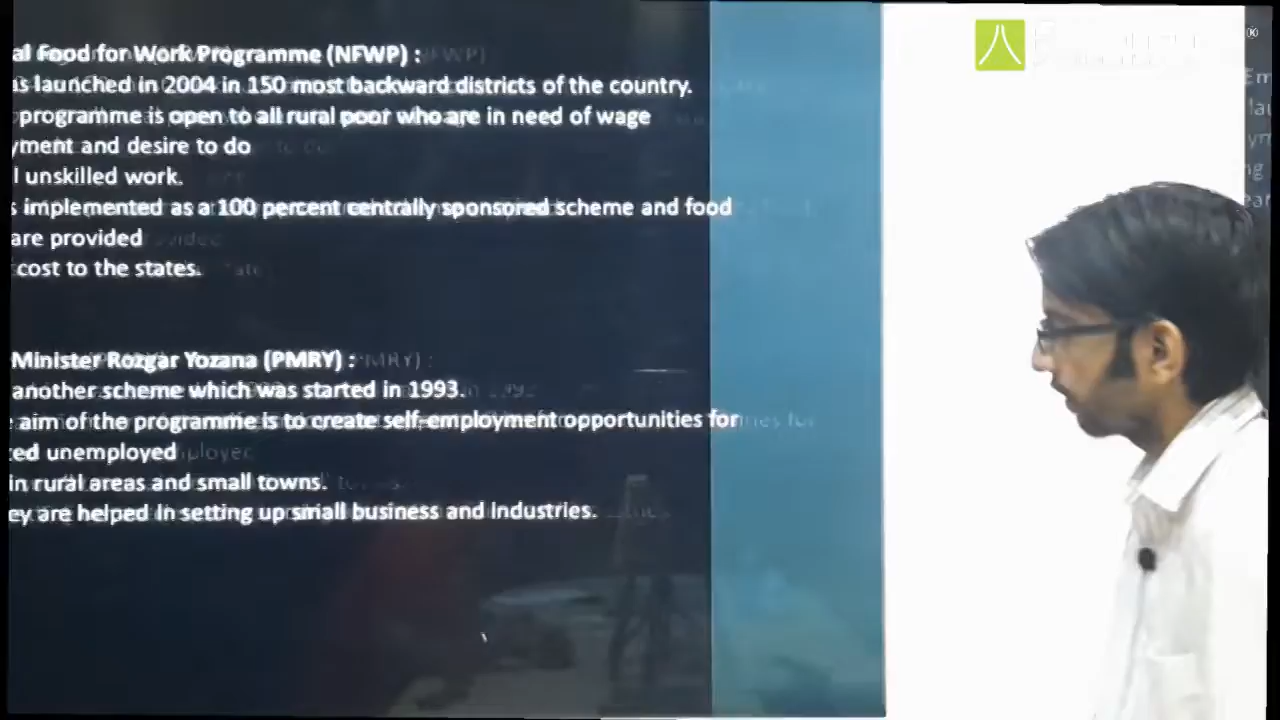 al Food for Work Programme (NFWP) :
as launched in 2004 in 150 most backward districts of the country.
programme is open to all rural poor who are in need of wage
yment and desire to do
l unskilled work.
s implemented as a 100 percent centrally sponsored scheme and food
are provided
cost to the states.
Minister Rozgar Yozana (PMRY) :
another scheme which was started in 1993.
e aim of the programme is to create self-employment opportunities for
ted unemployed
in rural areas and small towns.
ey are helped in setting up small business and industries.